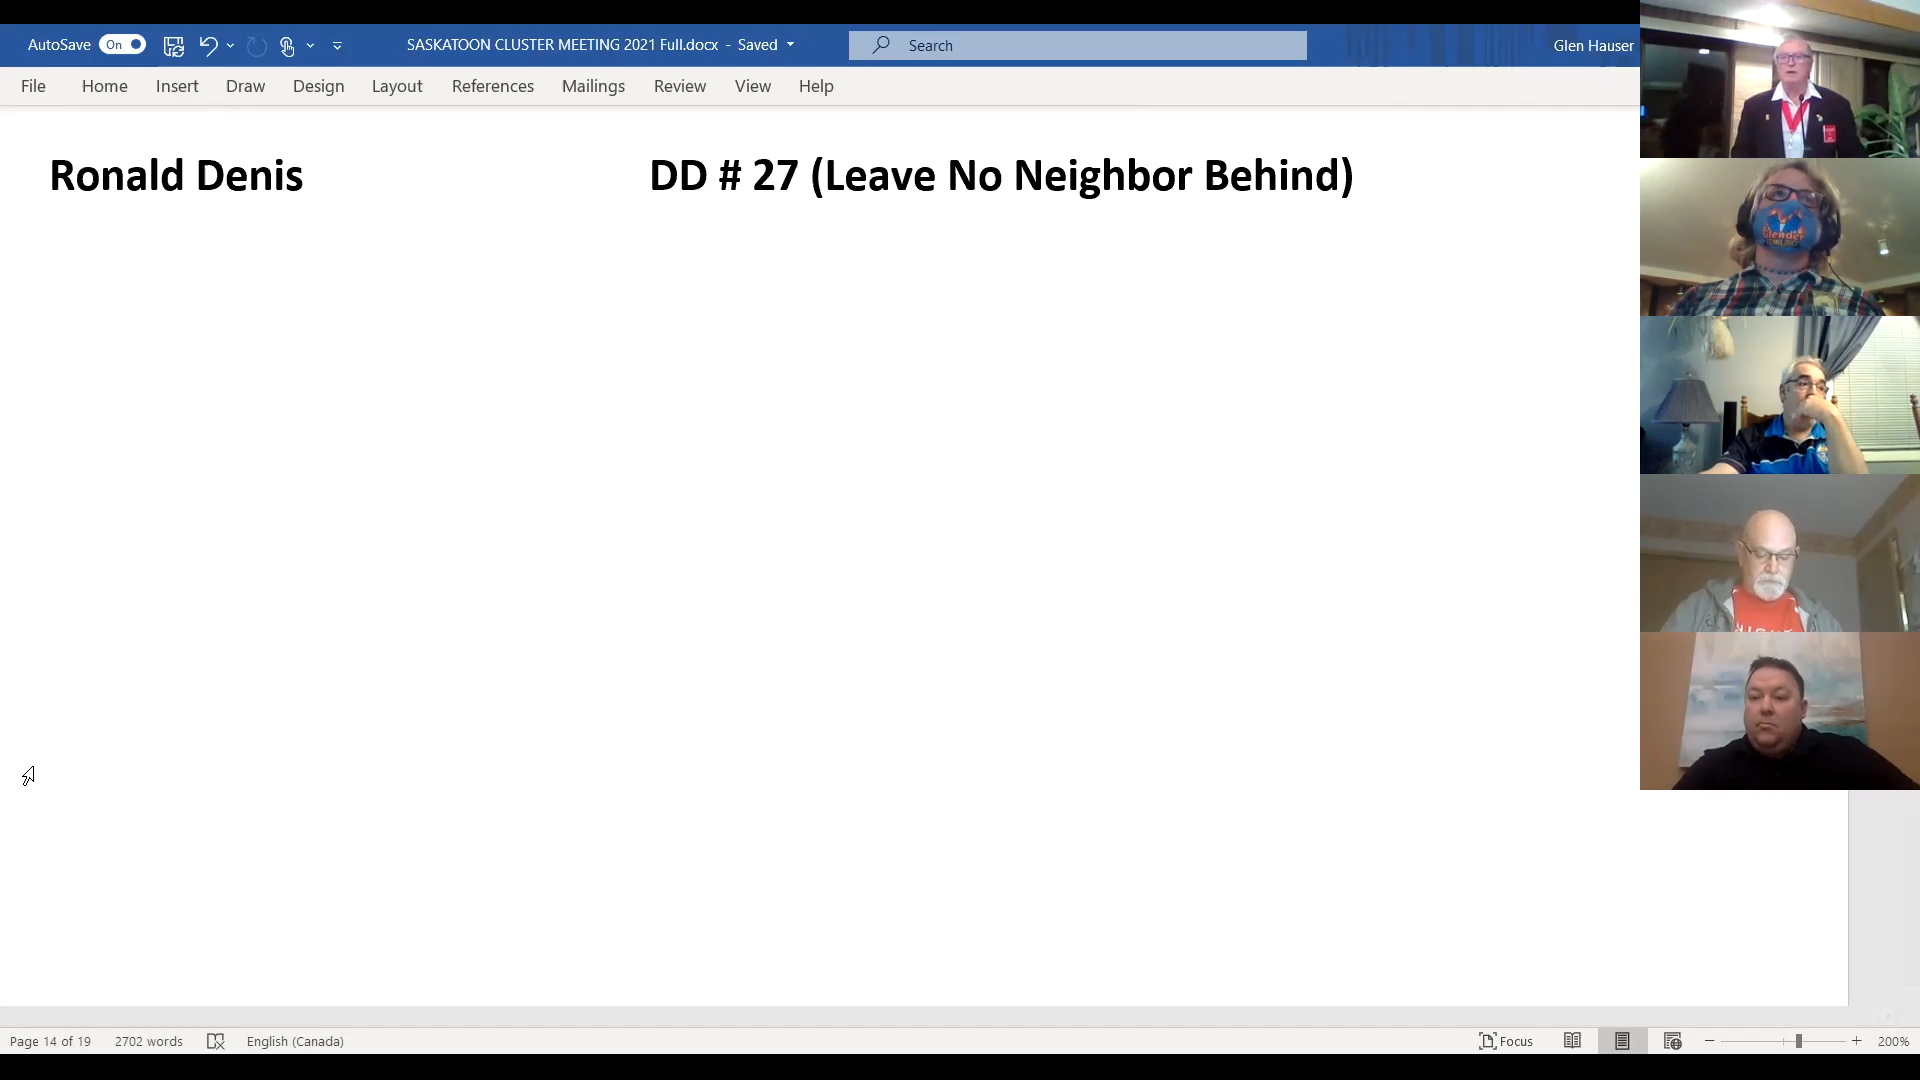 AutoSave On SASKATOON CLUSTER MEETING 2021 Full.docx - Saved Search Glen Hauser
File Home Insert Draw Design Layout References Mailings Review View Help
Ronald Denis DD # 27 (Leave No Neighbor Behind)
Page 14 of 19 2702 words English (Canada) Focus 200%